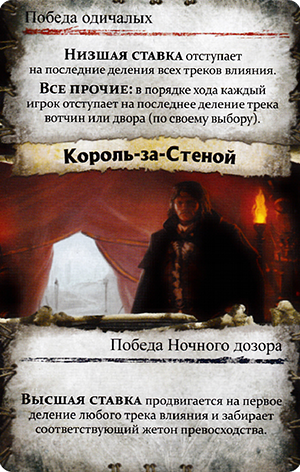 Победа одичалых
Низшая ставка отступает
на последние деления всех треков влияния.
Все прочие: в порядке хода каждый
игрок отступает на последнее деление трека
вотчин или двора (по своему выбору).
Король-за-Стеной
Победа Ночного дозора
Высшая ставка продвигается на первое
деление любого трека влияния и забирает
соответствующий жетон превосходства.